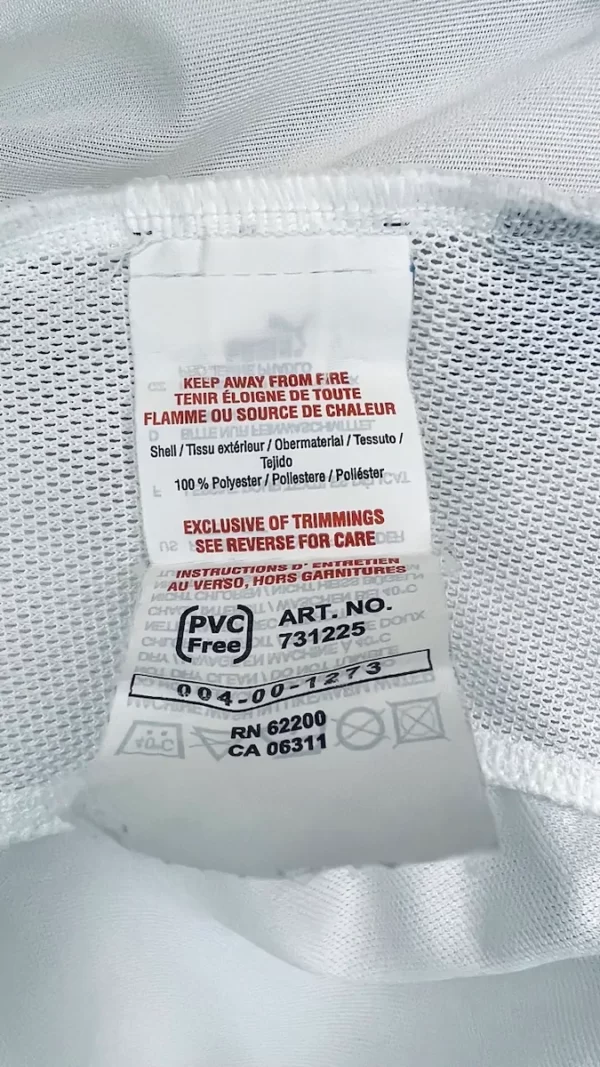 KEEP AWAY FROM FIRE
TENIR ÉLOIGNE DE TOUTE
FLAMME OU SOURCE DE CHALEUR
Shell / Tissu extérieur / Obermaterial / Tessuto /
Tejido
100 % Polyester / Poliestere / Poliéster
EXCLUSIVE OF TRIMMINGS
SEE REVERSE FOR CARE
INSTRUCTIONS D' ENTRETIEN
AU VERSO, HORS GARNITURES
PVC
Free
ART. NO.
731225
004-00-1273
RN 62200
CA 06311
40°C